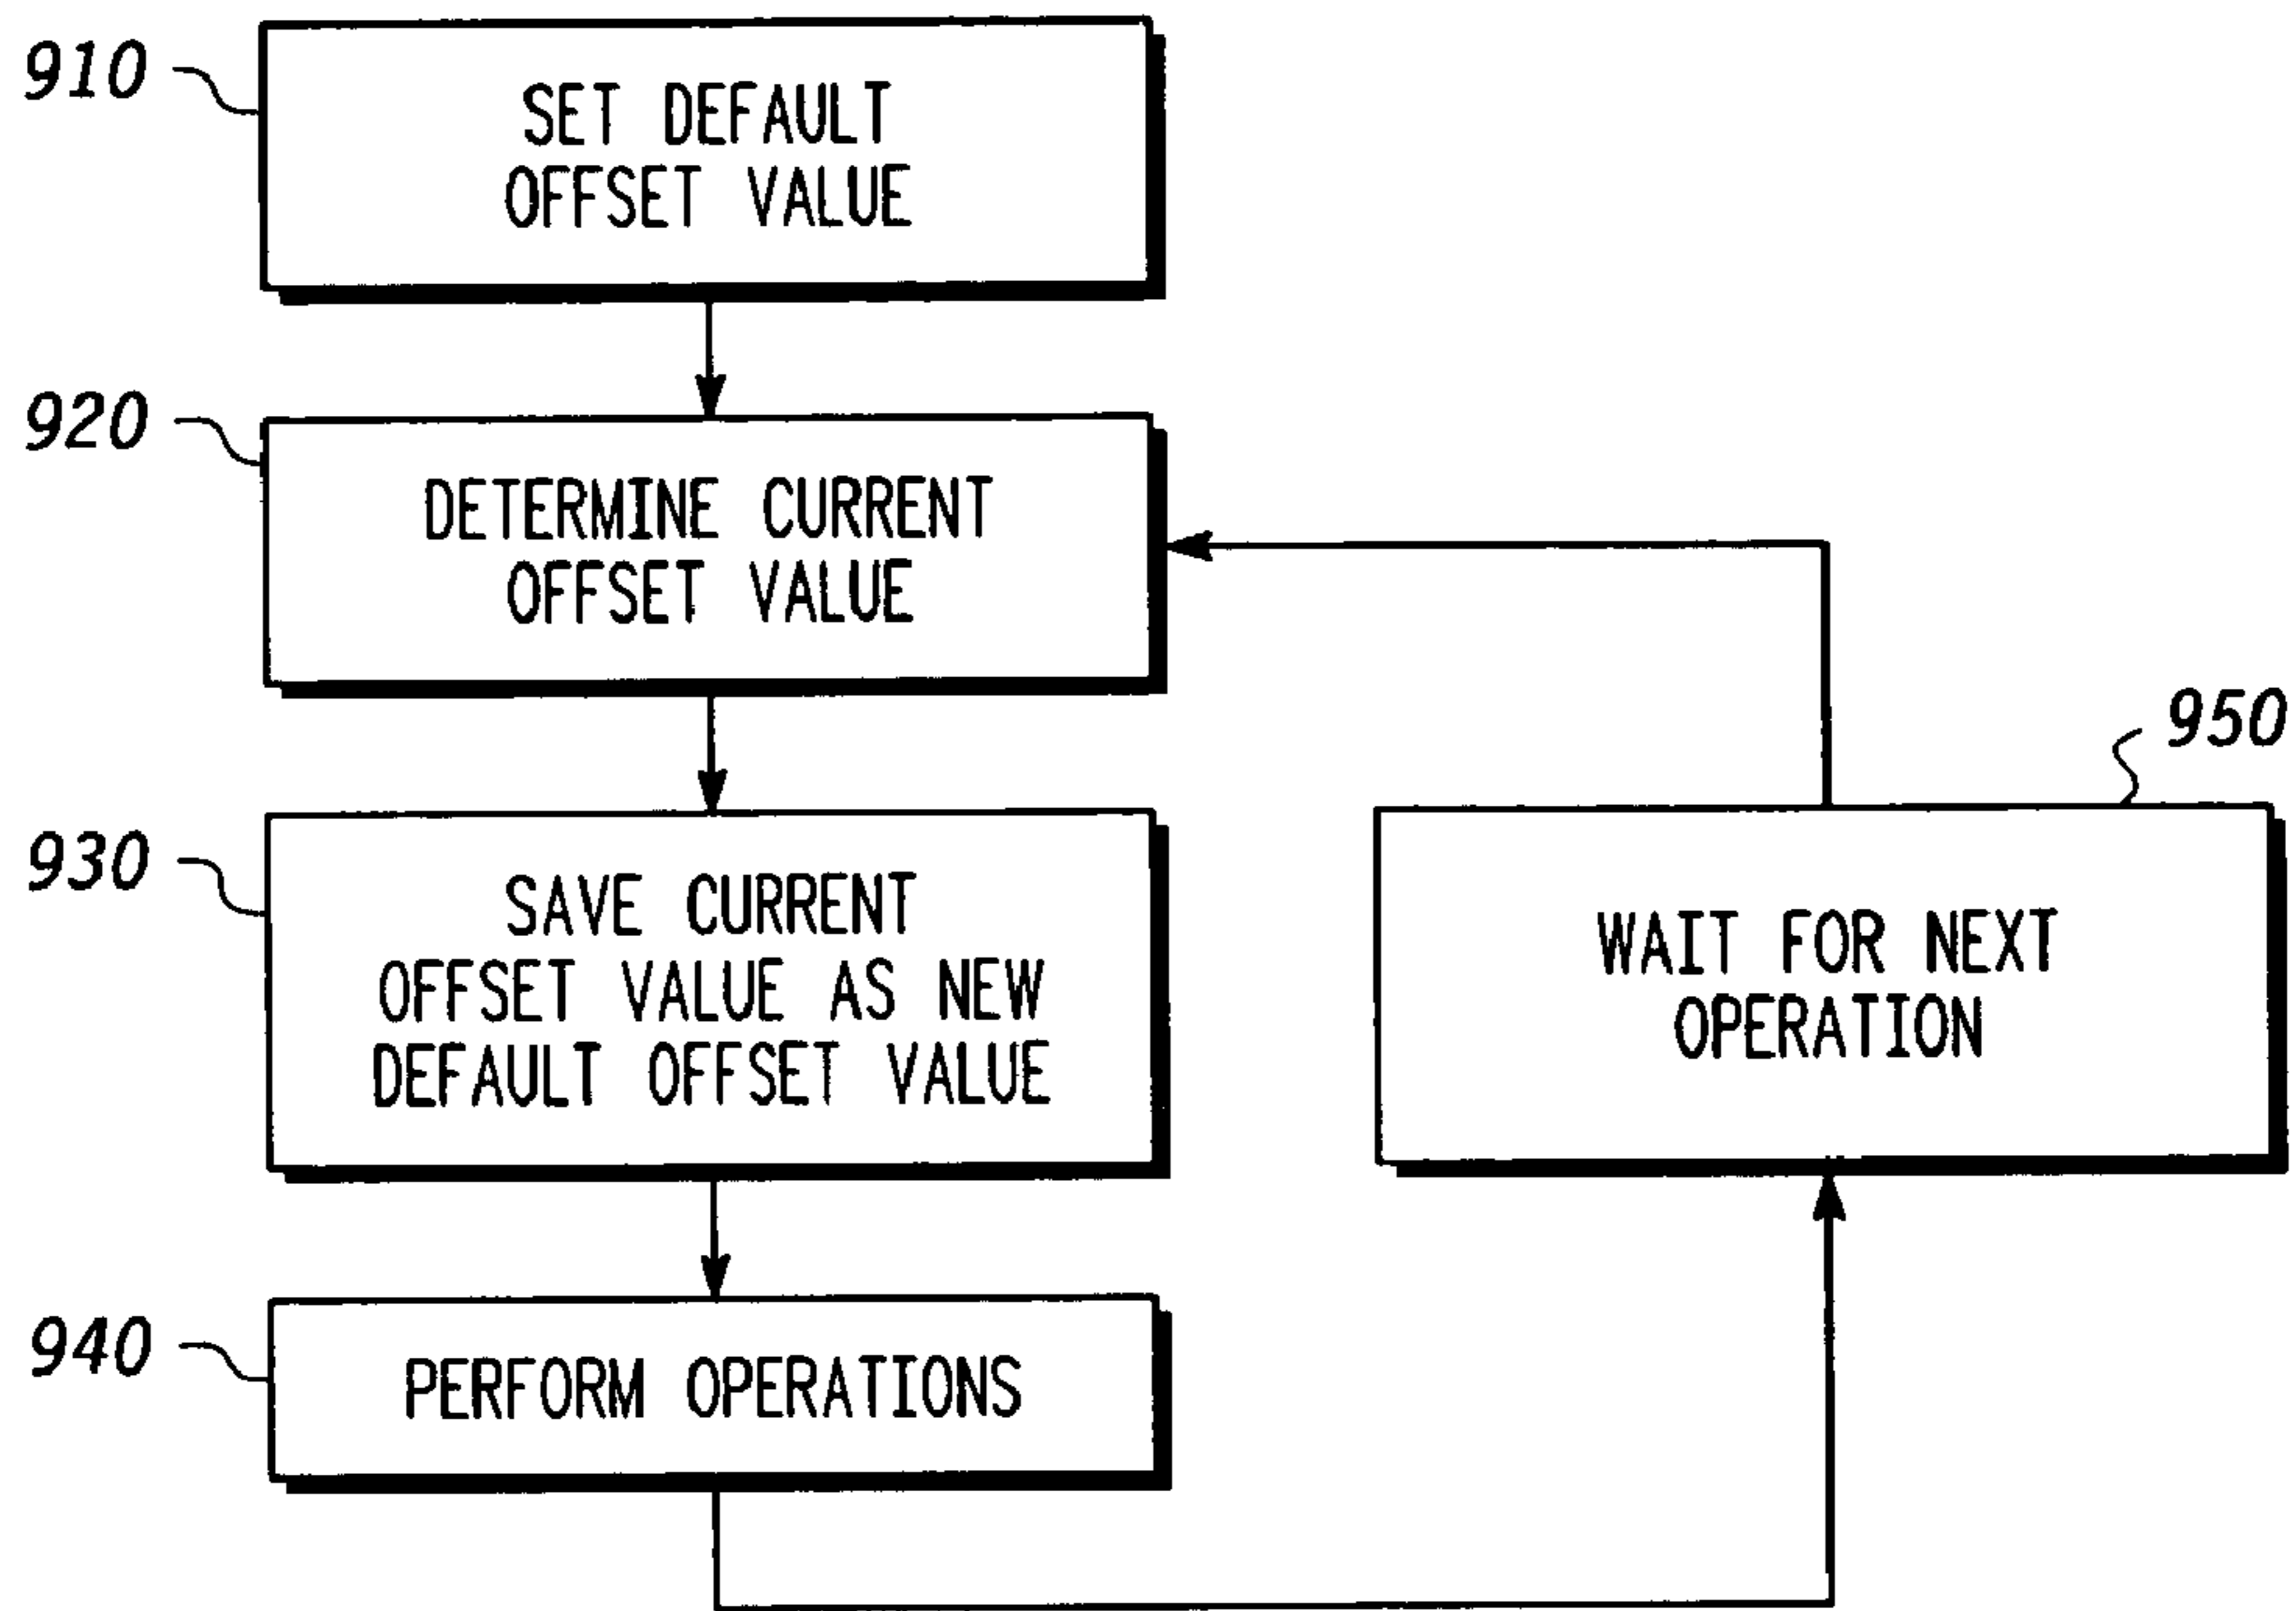 910
SET DEFAULT
OFFSET VALUE
920
DETERMINE CURRENT
OFFSET VALUE
930
SAVE CURRENT
OFFSET VALUE AS NEW
DEFAULT OFFSET VALUE
940
PERFORM OPERATIONS
950
WAIT FOR NEXT
OPERATION